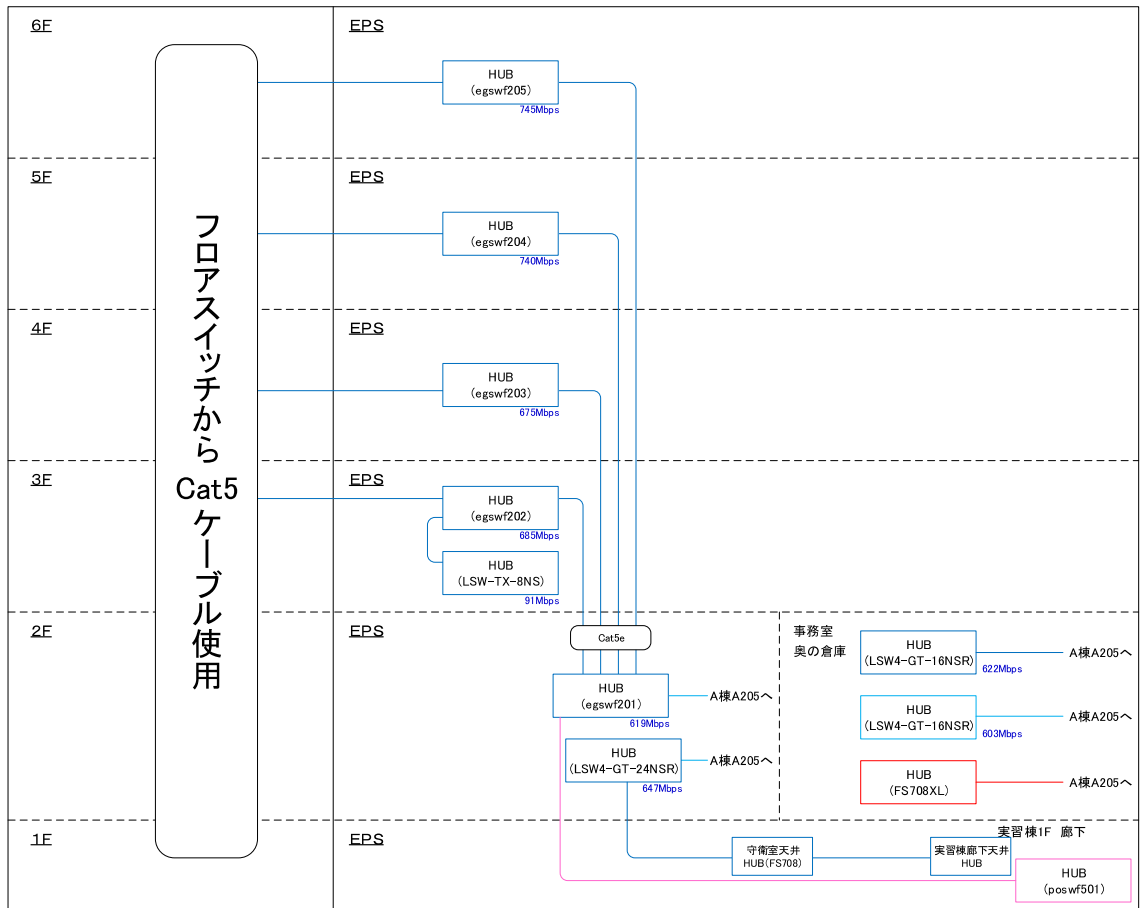 6F
EPS
HUB
(egswf205)
745Mbps
5F
EPS
HUB
(egswf204)
740Mbps
フロアスイッチから
Cat5
ケーブル使用
4F
EPS
HUB
(egswf203)
675Mbps
3F
EPS
HUB
(egswf202)
685Mbps
HUB
(LSW-TX-8NS)
91Mbps
2F
EPS
Cat5e
HUB
(egswf201)
619Mbps
A棟A205へ
HUB
(LSW4-GT-24NSR)
647Mbps
A棟A205へ
事務室
奥の倉庫
HUB
(LSW4-GT-16NSR)
622Mbps
A棟A205へ
HUB
(LSW4-GT-16NSR)
603Mbps
A棟A205へ
HUB
(FS708XL)
A棟A205へ
1F
EPS
守衛室天井
HUB(FS708)
実習棟廊下天井
HUB
実習棟1F 廊下
HUB
(poswf501)